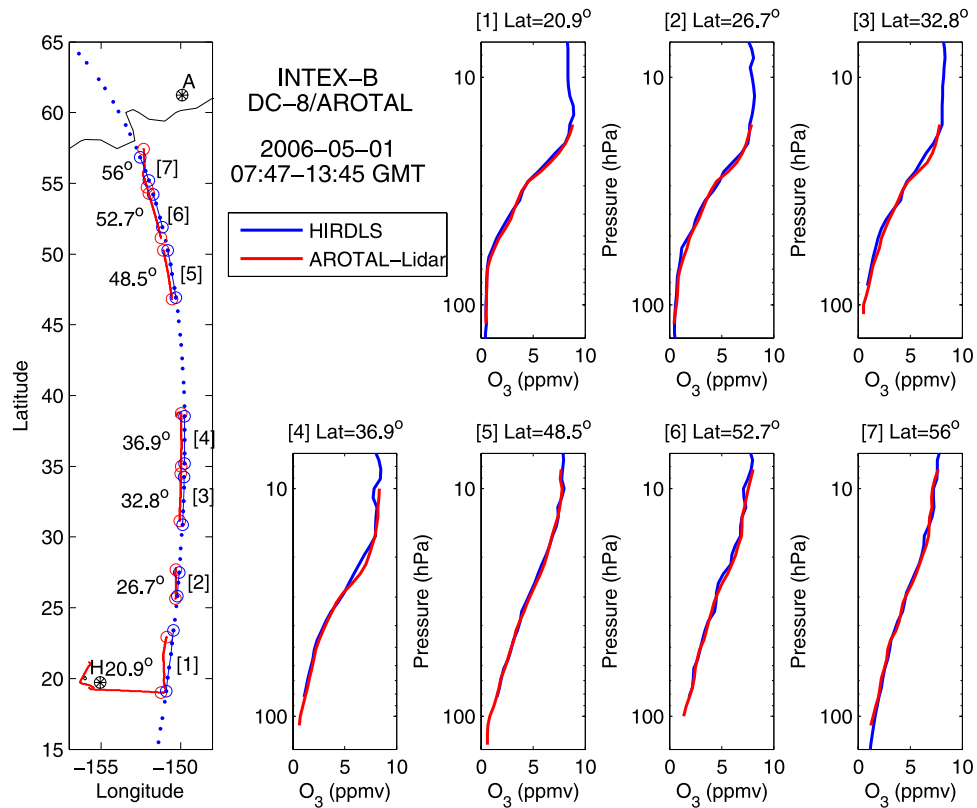 [1] Lat=20.9°
[2] Lat=26.7°
[3] Lat=32.8°
INTEX−B
DC−8/AROTAL
2006−05−01
07:47−13:45 GMT
HIRDLS
AROTAL−Lidar
65
60
55
50
45
40
35
30
25
20
15
Latitude
−155
−150
Longitude
A
56°
[7]
52.7°
[6]
48.5°
[5]
36.9°
[4]
32.8°
[3]
26.7°
[2]
H20.9°
[1]
10
100
0
5
10
O3 (ppmv)
Pressure (hPa)
10
100
0
5
10
O3 (ppmv)
Pressure (hPa)
10
100
0
5
10
O3 (ppmv)
Pressure (hPa)
[4] Lat=36.9°
[5] Lat=48.5°
[6] Lat=52.7°
[7] Lat=56°
10
100
0
5
10
O3 (ppmv)
Pressure (hPa)
10
100
0
5
10
O3 (ppmv)
Pressure (hPa)
10
100
0
5
10
O3 (ppmv)
Pressure (hPa)
10
100
0
5
10
O3 (ppmv)
Pressure (hPa)